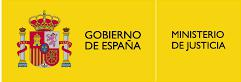 GOBIERNO
DE ESPAÑA
MINISTERIO
DE JUSTICIA